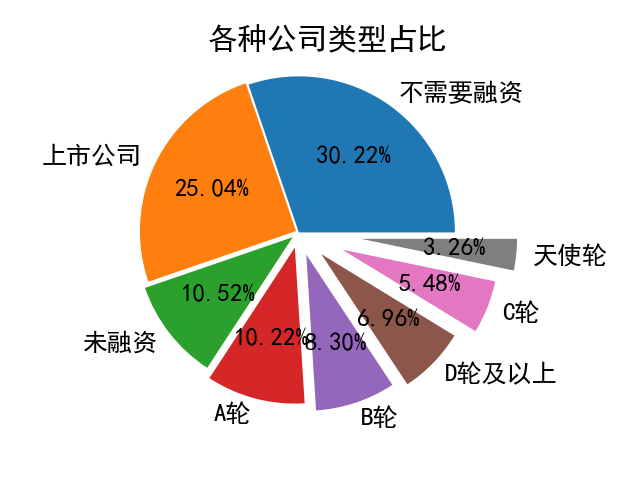 各种公司类型占比
不需要融资
30.22%
上市公司
25.04%
未融资
10.52%
A轮
10.22%
B轮
8.30%
D轮及以上
6.96%
C轮
5.48%
天使轮
3.26%